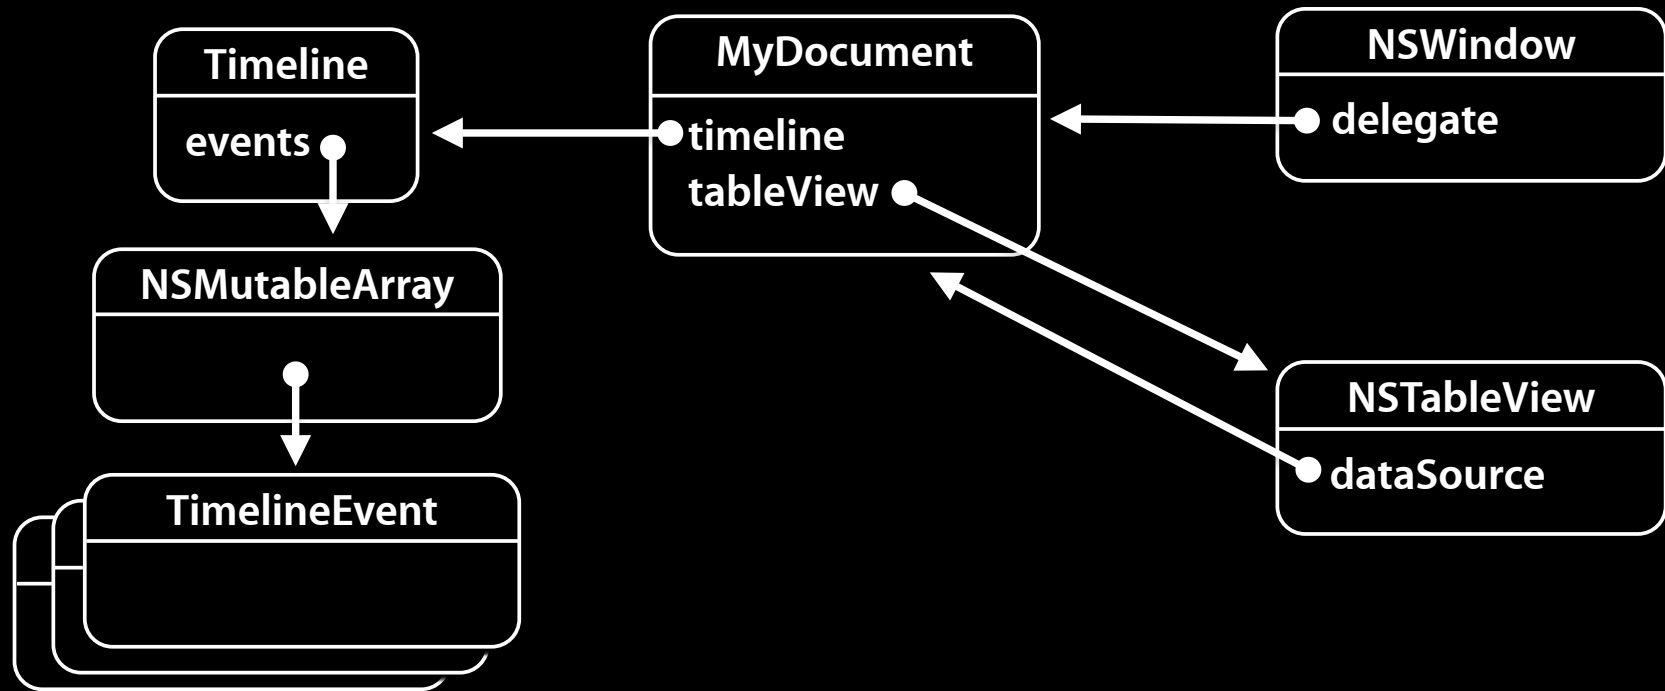 Timeline
events
MyDocument
timeline
tableView
NSWindow
delegate
NSMutableArray
TimelineEvent
NSTableView
dataSource